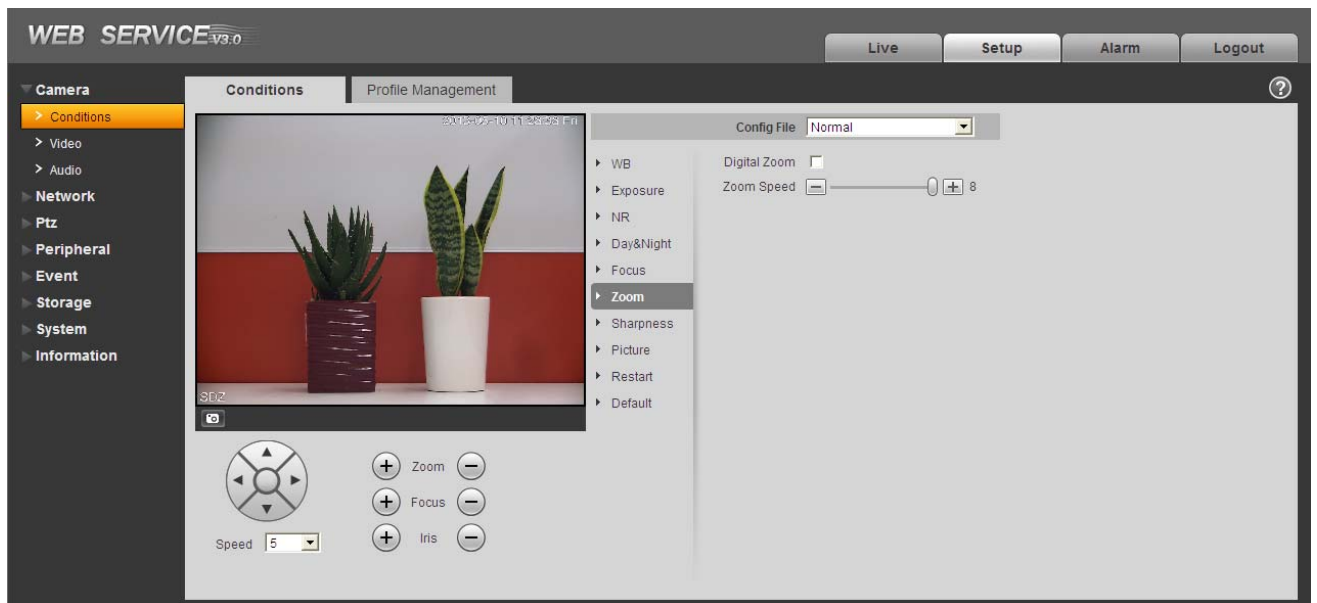 WEB SERVICE V3.0
Live
Setup
Alarm
Logout
Camera
Conditions
Video
Audio
Network
Ptz
Peripheral
Event
Storage
System
Information
Conditions
Profile Management
?
SDZ
Speed 5
Zoom
Focus
Iris
WB
Exposure
NR
Day&Night
Focus
Zoom
Sharpness
Picture
Restart
Default
Config File Normal
Digital Zoom
Zoom Speed 8